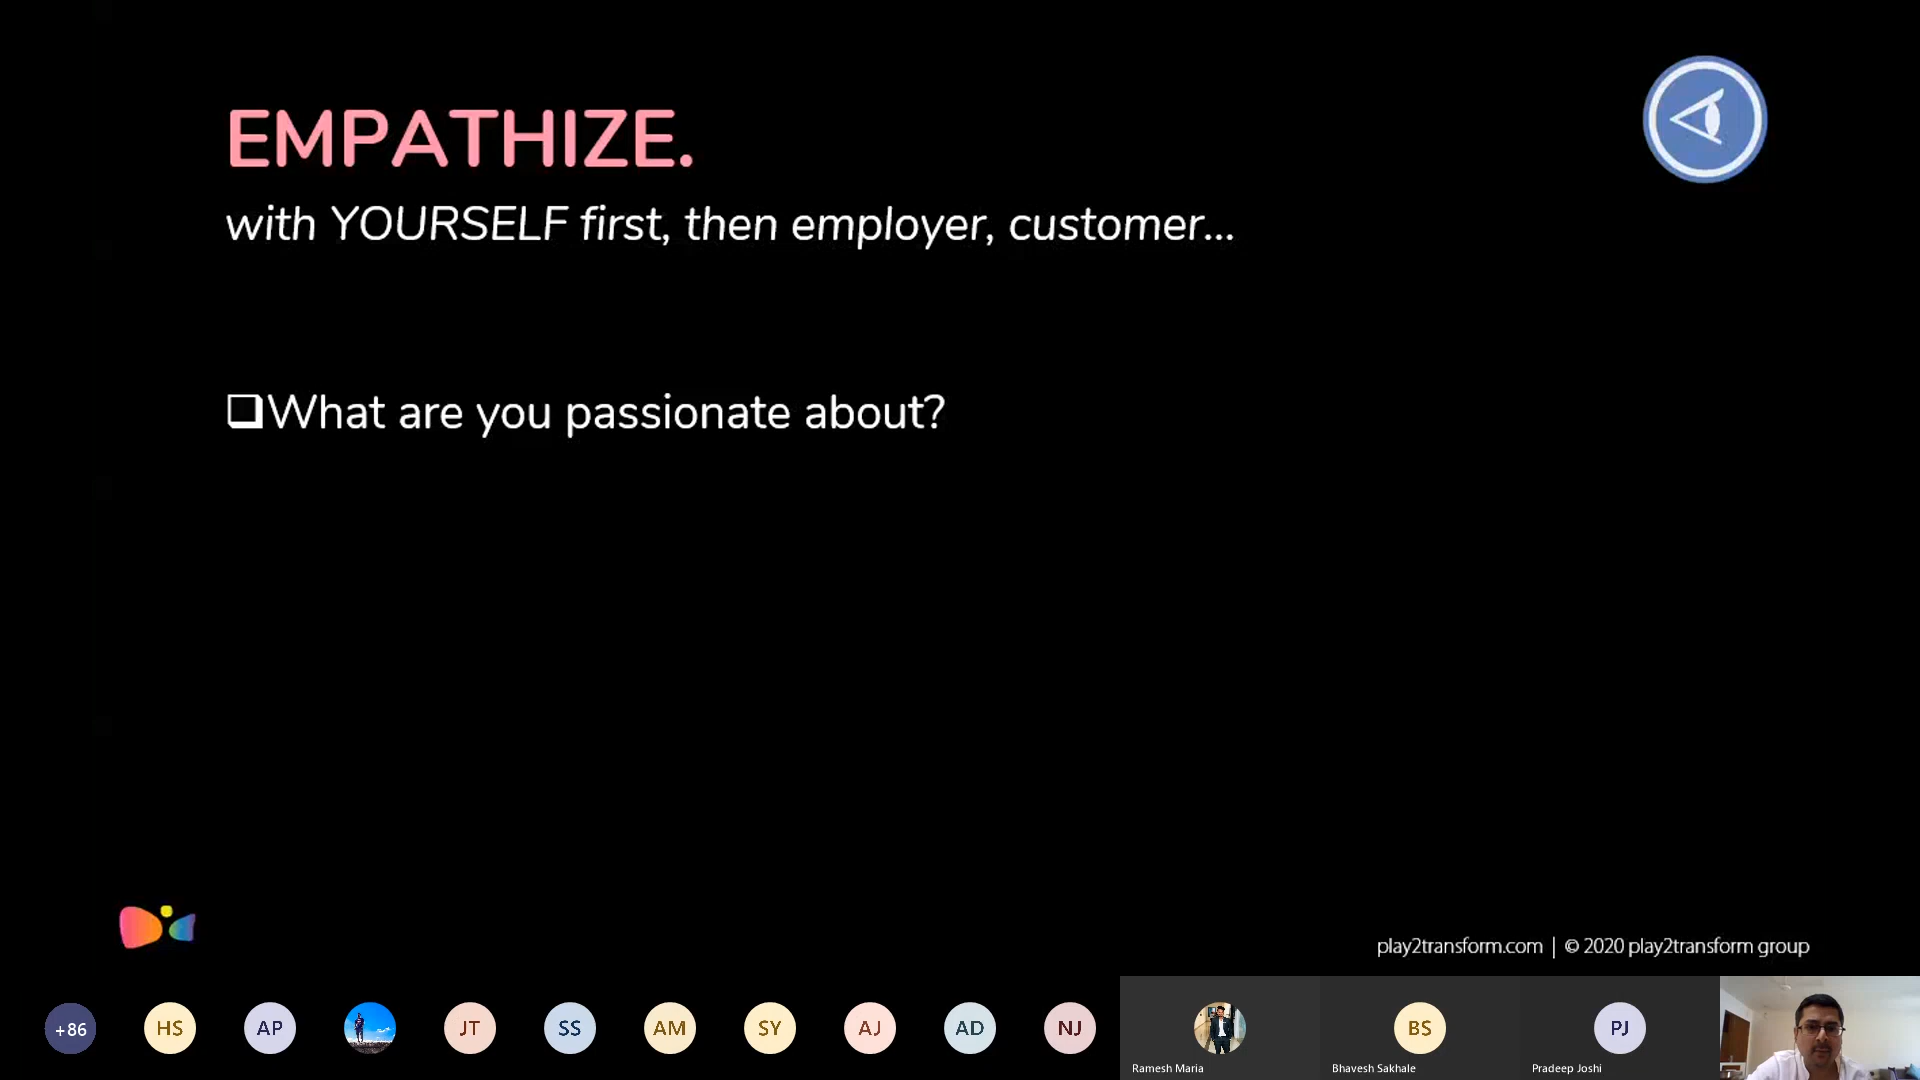 EMPATHIZE.
with YOURSELF first, then employer, customer...
❑What are you passionate about?
play2transform.com | © 2020 play2transform group
+86
HS
AP
JT
SS
AM
SY
AJ
AD
NJ
BS
PJ
Ramesh Maria
Bhavesh Sakhale
Pradeep Joshi